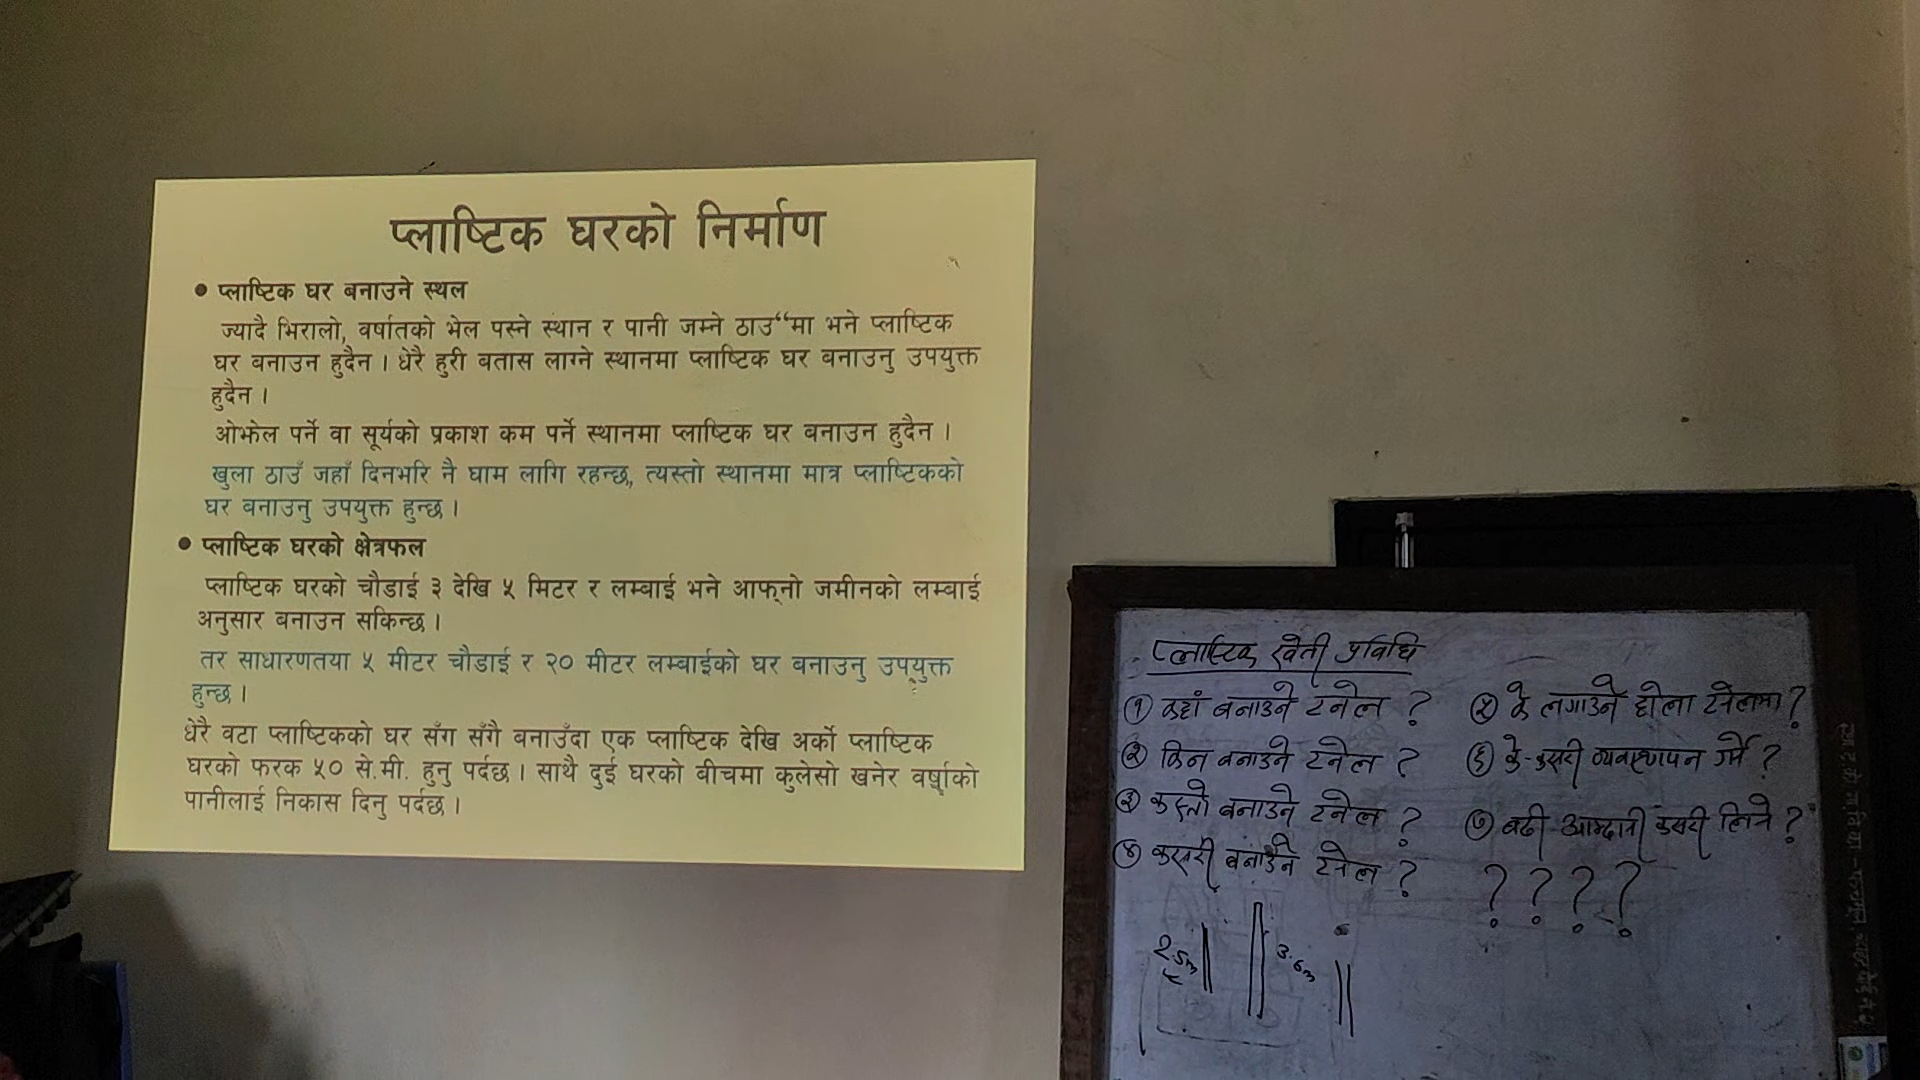 प्लाष्टिक घरको निर्माण
• प्लाष्टिक घर बनाउने स्थल
ज्यादै भिरालो, वर्षातको भेल पस्ने स्थान र पानी जम्ने ठाउ“मा भने प्लाष्टिक
घर बनाउन हुदैन । धेरै हुरी बतास लाग्ने स्थानमा प्लाष्टिक घर बनाउनु उपयुक्त
हुदैन ।
ओझेल पर्ने वा सूर्यको प्रकाश कम पर्ने स्थानमा प्लाष्टिक घर बनाउन हुदैन ।
खुला ठाउँ जहाँ दिनभरि नै घाम लागि रहन्छ, त्यस्तो स्थानमा मात्र प्लाष्टिकको
घर बनाउनु उपयुक्त हुन्छ ।
• प्लाष्टिक घरको क्षेत्रफल
प्लाष्टिक घरको चौडाई ३ देखि ५ मिटर र लम्बाई भने आफ्नो जमीनको लम्बाई
अनुसार बनाउन सकिन्छ ।
तर साधारणतया ५ मीटर चौडाई र २० मीटर लम्बाईको घर बनाउनु उपयुक्त
हुन्छ ।
धेरै वटा प्लाष्टिकको घर सँग सँगै बनाउँदा एक प्लाष्टिक देखि अर्को प्लाष्टिक
घरको फरक ५० से.मी. हुनु पर्दछ । साथै दुई घरको बीचमा कुलेसो खनेर वर्षाको
पानीलाई निकास दिनु पर्दछ ।
प्लास्टिक खेती प्रविधि
१ कहां बनाउने टनेल ?
२ किन बनाउने टनेल ?
३ कस्तो बनाउने टनेल ?
४ कसरी बनाउने टनेल ?
५ के लगाउने होला टनेलमा ?
६ के-कसरी व्यवस्थापन गर्ने ?
७ बढी आम्दानी कसरी लिने ?
? ? ? ?
3.6m